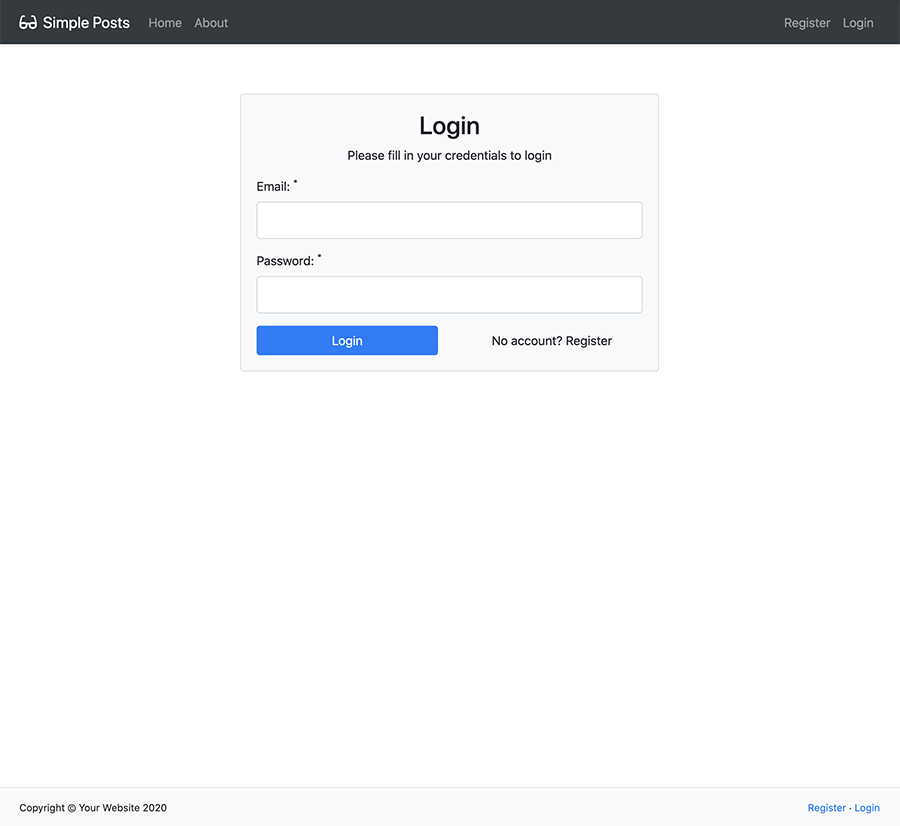 Simple Posts Home About Register Login
Login
Please fill in your credentials to login
Email: *
Password: *
Login No account? Register
Copyright © Your Website 2020 Register · Login